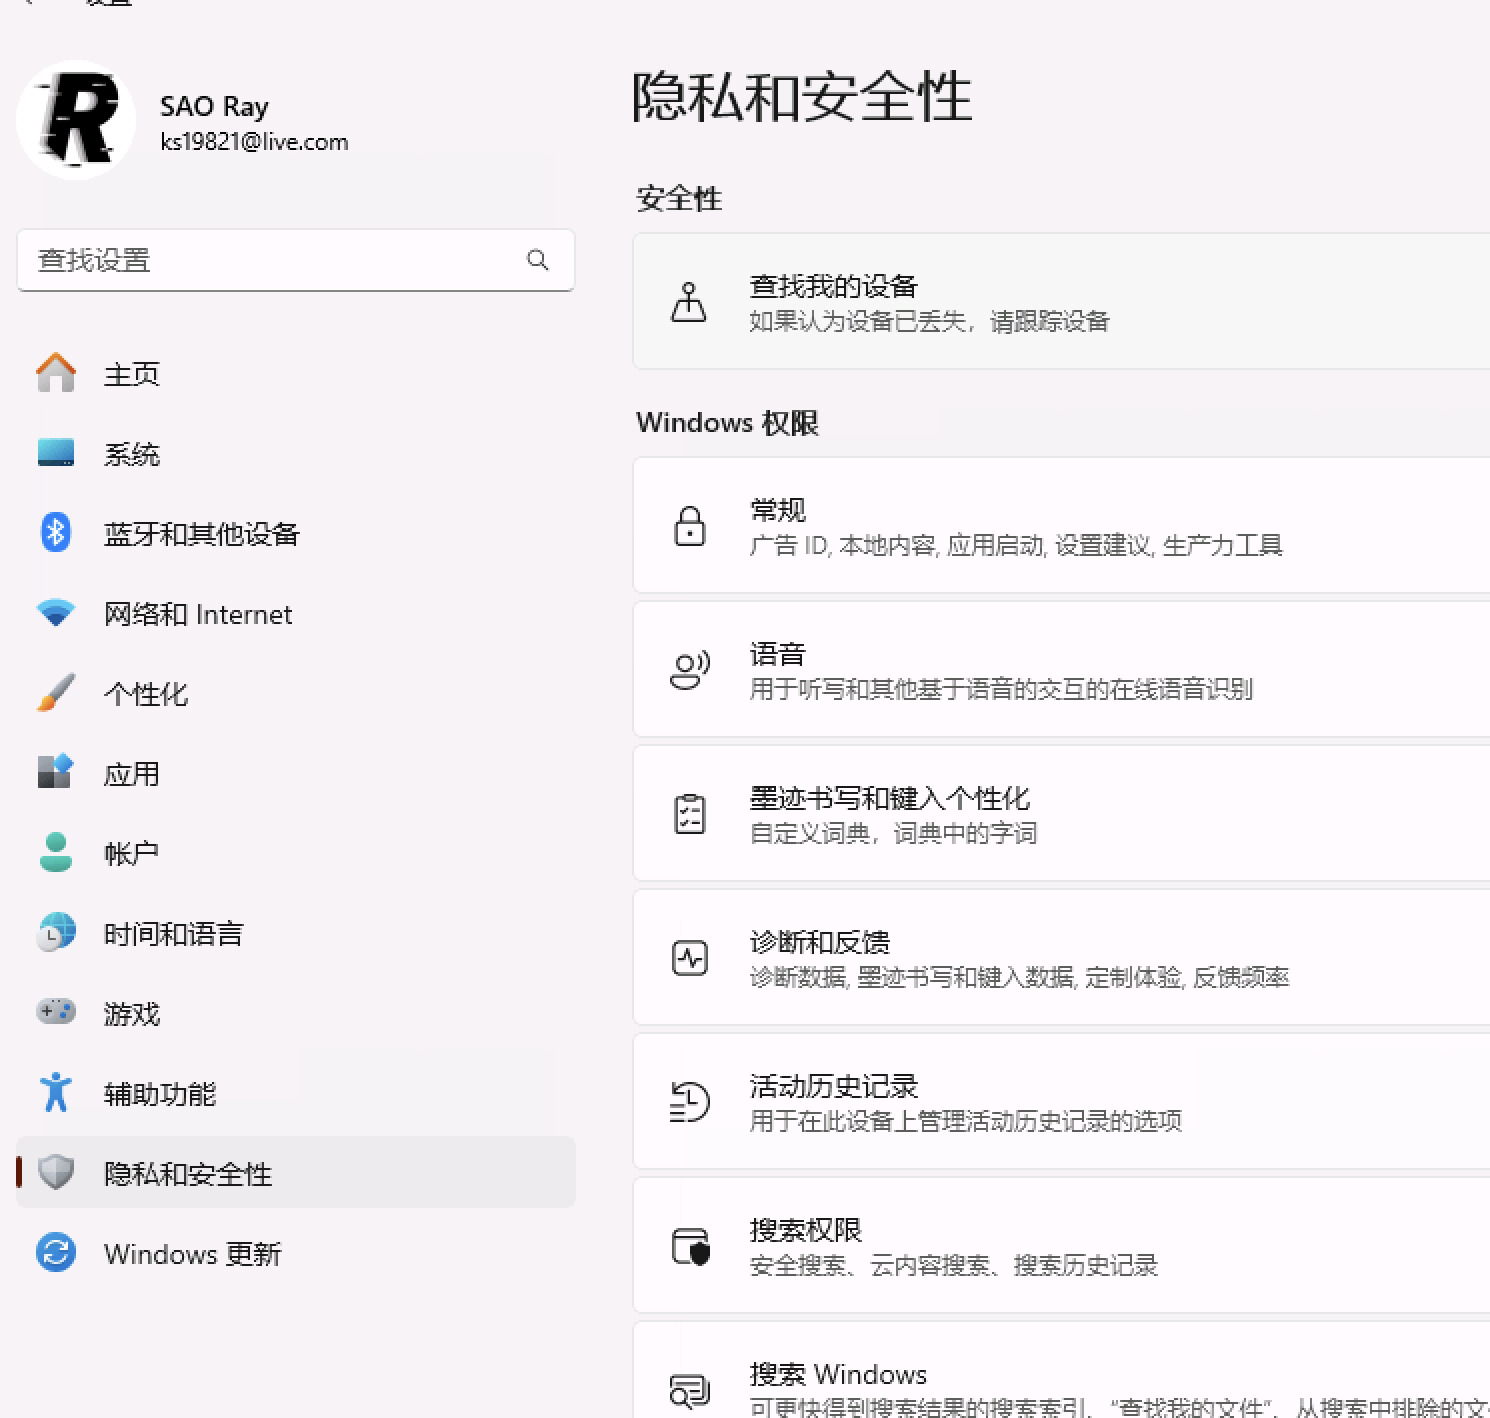 设置
SAO Ray
ks19821@live.com
查找设置
主页
系统
蓝牙和其他设备
网络和 Internet
个性化
应用
帐户
时间和语言
游戏
辅助功能
隐私和安全性
Windows 更新
隐私和安全性
安全性
查找我的设备
如果认为设备已丢失，请跟踪设备
Windows 权限
常规
广告 ID, 本地内容, 应用启动, 设置建议, 生产力工具
语音
用于听写和其他基于语音的交互的在线语音识别
墨迹书写和键入个性化
自定义词典，词典中的字词
诊断和反馈
诊断数据, 墨迹书写和键入数据, 定制体验, 反馈频率
活动历史记录
用于在此设备上管理活动历史记录的选项
搜索权限
安全搜索、云内容搜索、搜索历史记录
搜索 Windows
可更快得到搜索结果的搜索索引、“查找我的文件”、从搜索中排除的文